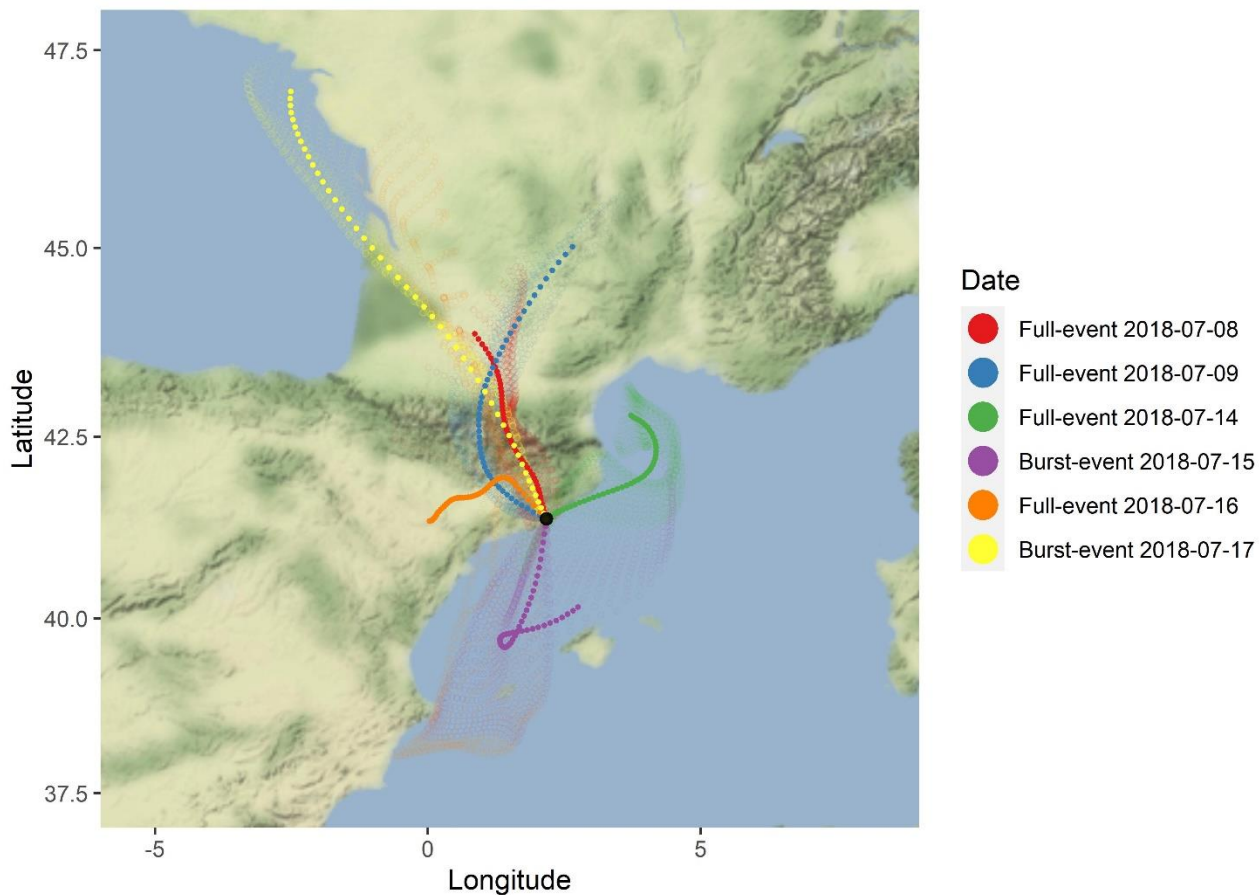 47.5
45.0
42.5
40.0
37.5
Latitude
-5
0
5
Longitude
Date
Full-event 2018-07-08
Full-event 2018-07-09
Full-event 2018-07-14
Burst-event 2018-07-15
Full-event 2018-07-16
Burst-event 2018-07-17